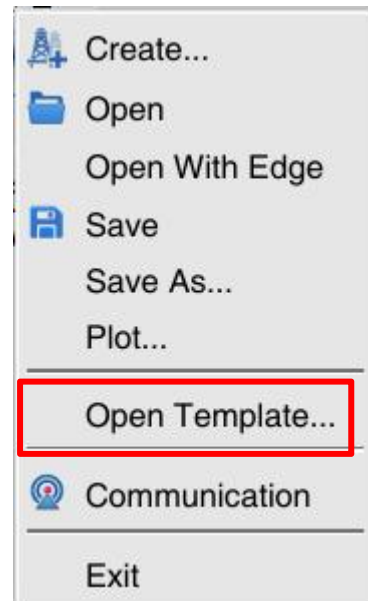 Create...
Open
Open With Edge
Save
Save As...
Plot...
Open Template...
Communication
Exit